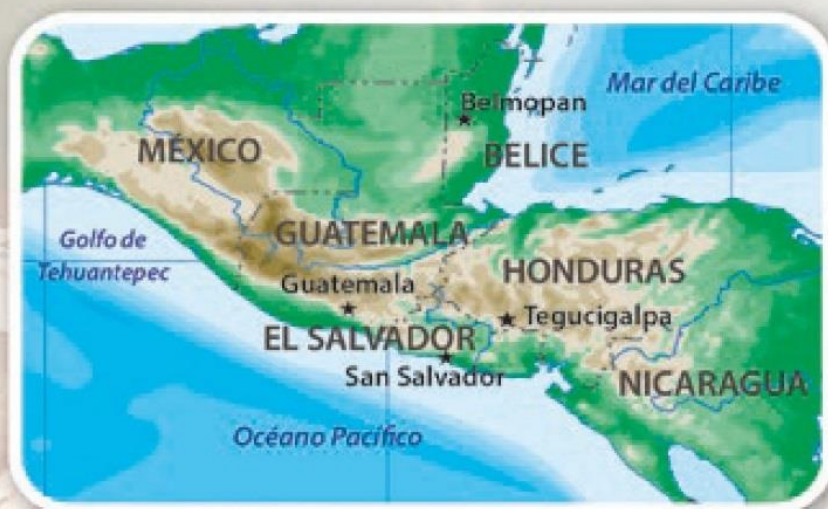 Mar del Caribe
Belmopan
MÉXICO
BELICE
Golfo de
Tehuantepec
GUATEMALA
HONDURAS
Guatemala
Tegucigalpa
EL SALVADOR
San Salvador
NICARAGUA
Océano Pacífico